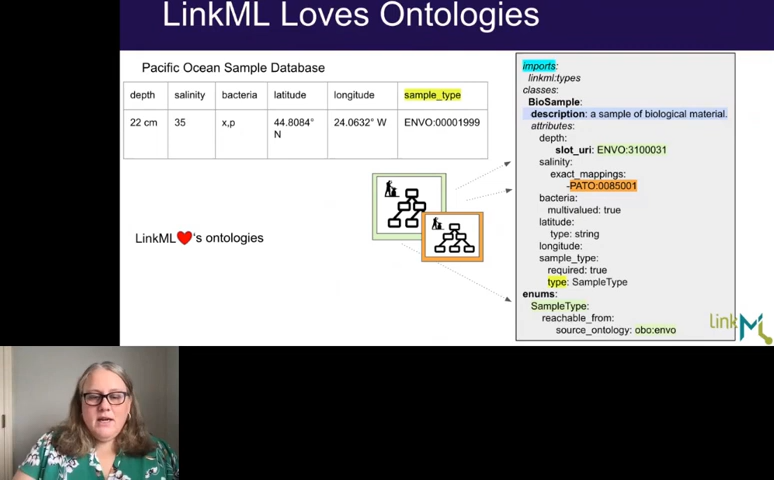 LinkML Loves Ontologies
Pacific Ocean Sample Database
depth salinity bacteria latitude longitude sample_type
22 cm 35 x,p 44.8084° N 24.0632° W ENVO:00001999
LinkML❤'s ontologies
imports:
linkml:types
classes:
BioSample:
description: a sample of biological material.
attributes:
depth:
slot_uri: ENVO:3100031
salinity:
exact_mappings:
-PATO:0085001
bacteria:
multivalued: true
latitude:
type: string
longitude:
sample_type:
required: true
type: SampleType
enums:
SampleType:
reachable_from:
source_ontology: obo:envo
linkML